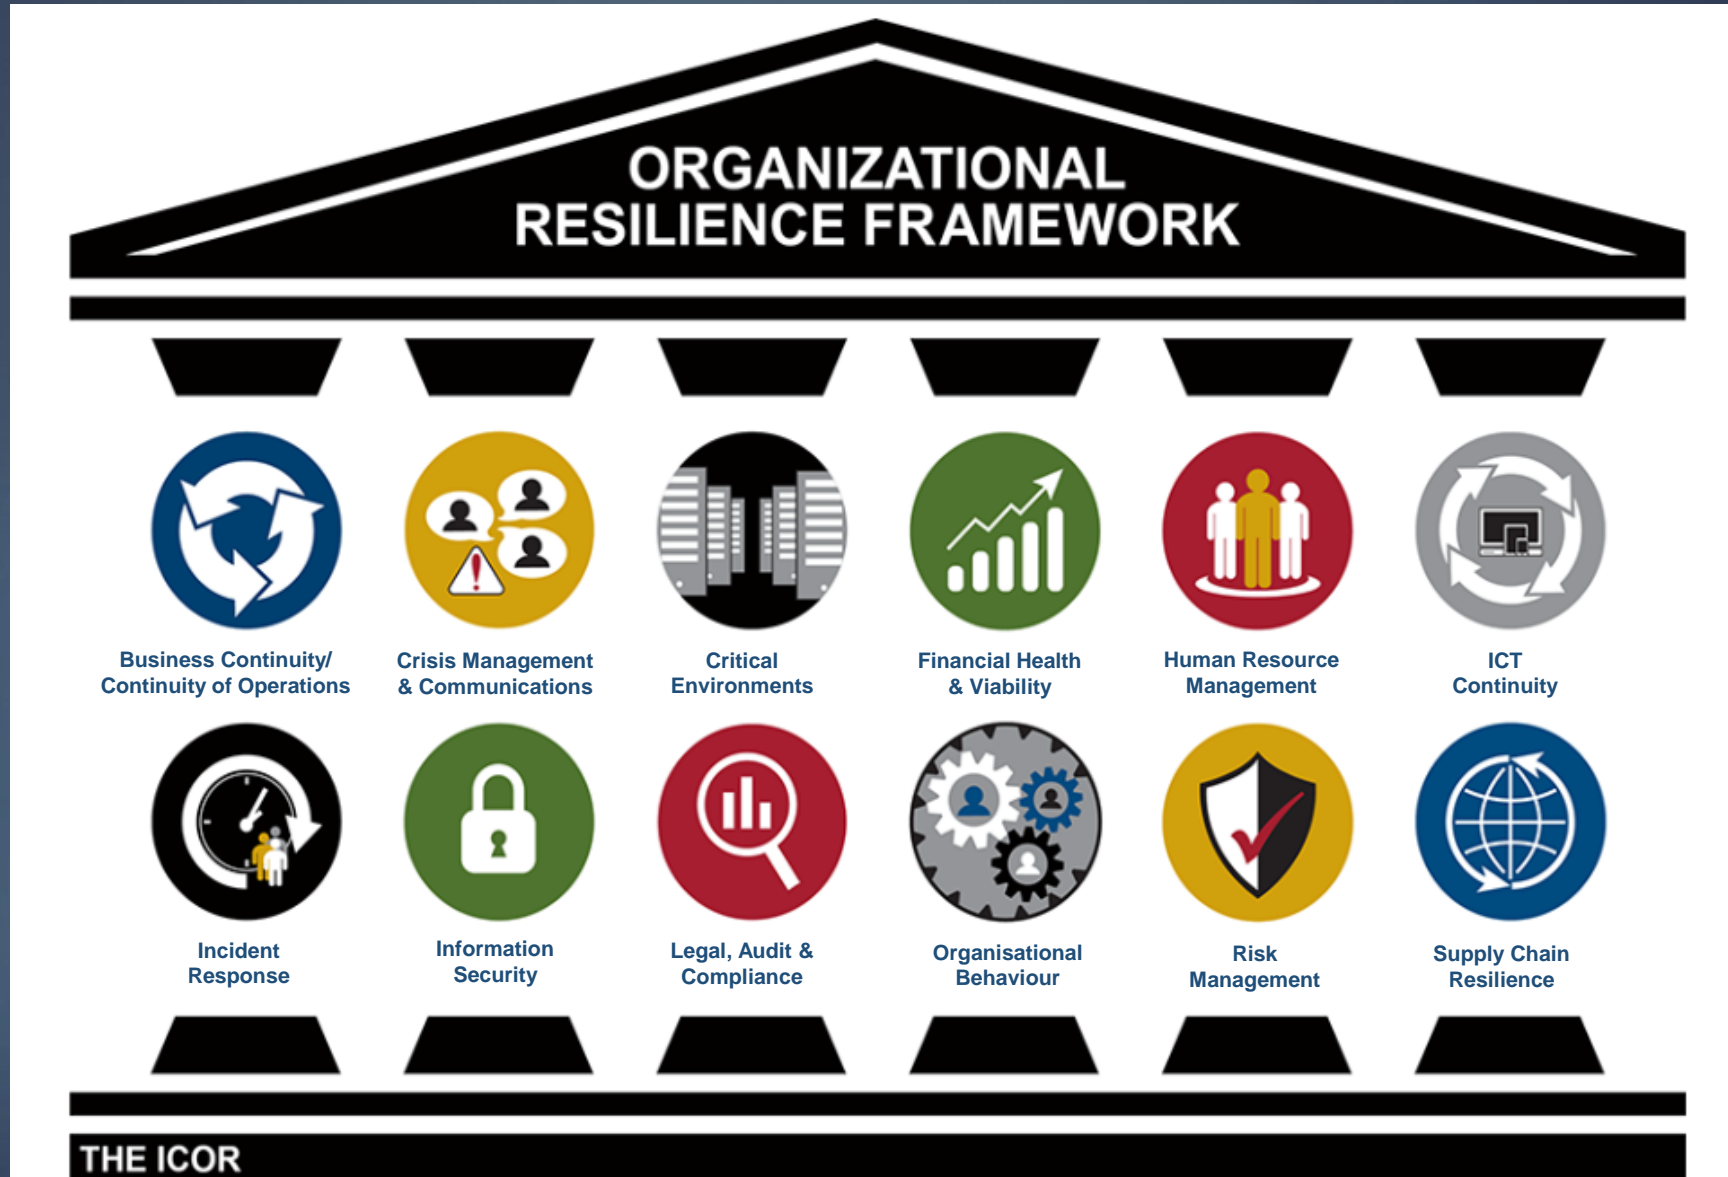 ORGANIZATIONAL
RESILIENCE FRAMEWORK
Business Continuity/
Continuity of Operations
Crisis Management
& Communications
Critical
Environments
Financial Health
& Viability
Human Resource
Management
ICT
Continuity
Incident
Response
Information
Security
Legal, Audit &
Compliance
Organisational
Behaviour
Risk
Management
Supply Chain
Resilience
THE ICOR